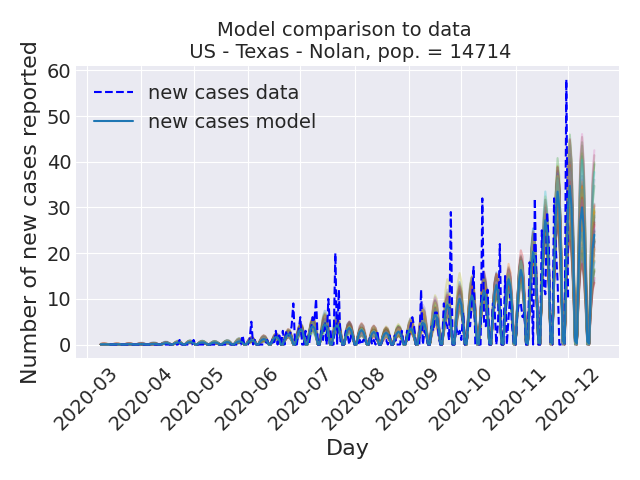 Model comparison to data
US - Texas - Nolan, pop. = 14714
Number of new cases reported
60
50
40
30
20
10
0
new cases data
new cases model
2020-03
2020-04
2020-05
2020-06
2020-07
2020-08
2020-09
2020-10
2020-11
2020-12
Day